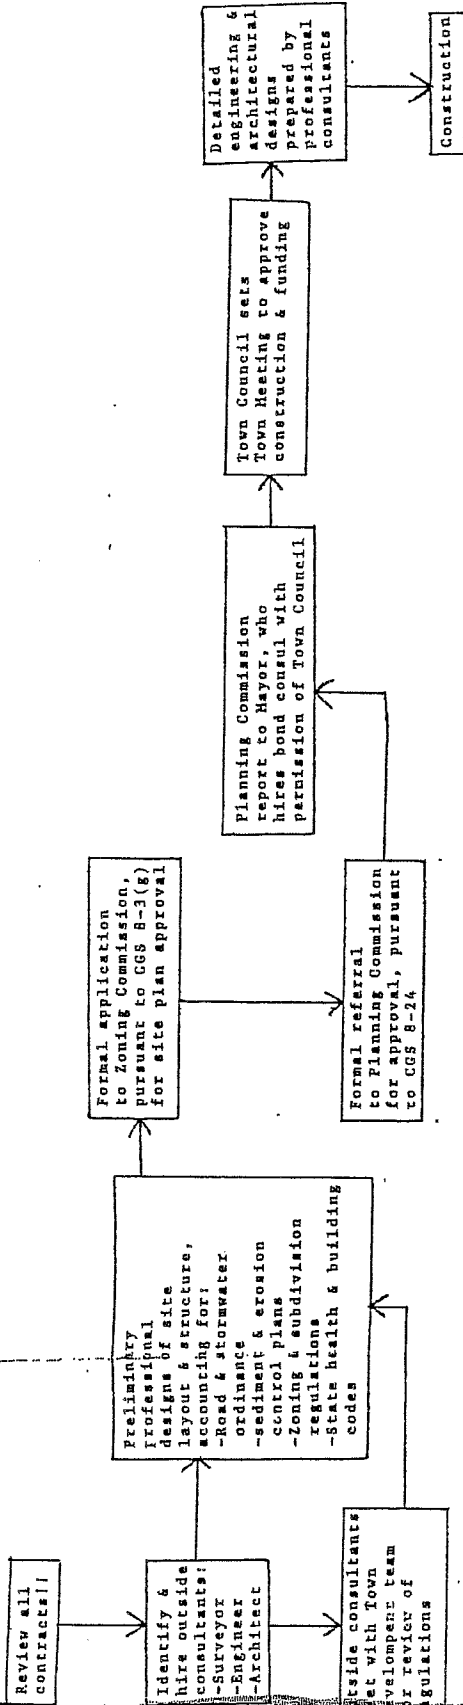 Review all
contracts!!
Identify &
hire outside
consultants:
-Surveyor
-Engineer
-Architect
tside consultants
et with Town
evelopment team
r review of
gulations
Preliminary
Professional
designs of site
layout & structure,
accounting for:
-Road & stormwater
ordinance
-sediment & erosion
control plans
-Zoning & subdivision
regulations
-State health & building
codes
Formal application
to Zoning Commission,
pursuant to CGS 8-3(g)
for site plan approval
Formal referral
to Planning Commission
for approval, pursuant
to CGS 8-24
Planning Commission
report to Mayor, who
hires bond consul with
permission of Town Council
Town Council sets
Town Meeting to approve
construction & funding
Detailed
engineering &
architectural
designs
prepared by
professional
consultants
Construction